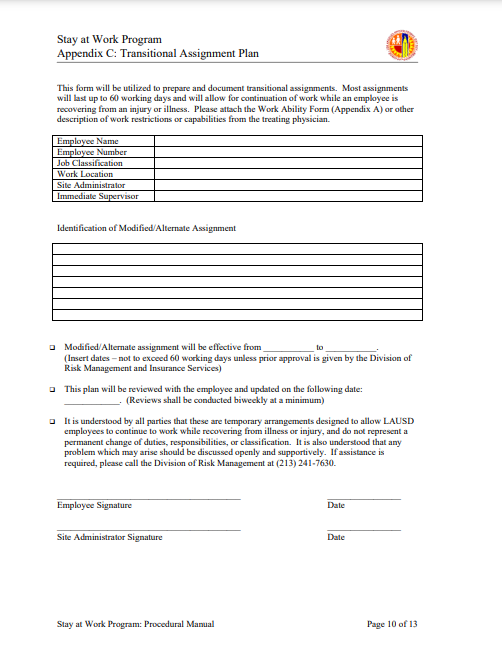 Stay at Work Program
Appendix C: Transitional Assignment Plan
This form will be utilized to prepare and document transitional assignments. Most assignments
will last up to 60 working days and will allow for continuation of work while an employee is
recovering from an injury or illness. Please attach the Work Ability Form (Appendix A) or other
description of work restrictions or capabilities from the treating physician.
Employee Name
Employee Number
Job Classification
Work Location
Site Administrator
Immediate Supervisor
Identification of Modified/Alternate Assignment
Modified/Alternate assignment will be effective from ___________ to ___________.
(Insert dates – not to exceed 60 working days unless prior approval is given by the Division of
Risk Management and Insurance Services)
This plan will be reviewed with the employee and updated on the following date:
____________. (Reviews shall be conducted biweekly at a minimum)
It is understood by all parties that these are temporary arrangements designed to allow LAUSD
employees to continue to work while recovering from illness or injury, and do not represent a
permanent change of duties, responsibilities, or classification. It is also understood that any
problem which may arise should be discussed openly and supportively. If assistance is
required, please call the Division of Risk Management at (213) 241-7630.
Employee Signature Date
Site Administrator Signature Date
Stay at Work Program: Procedural Manual Page 10 of 13